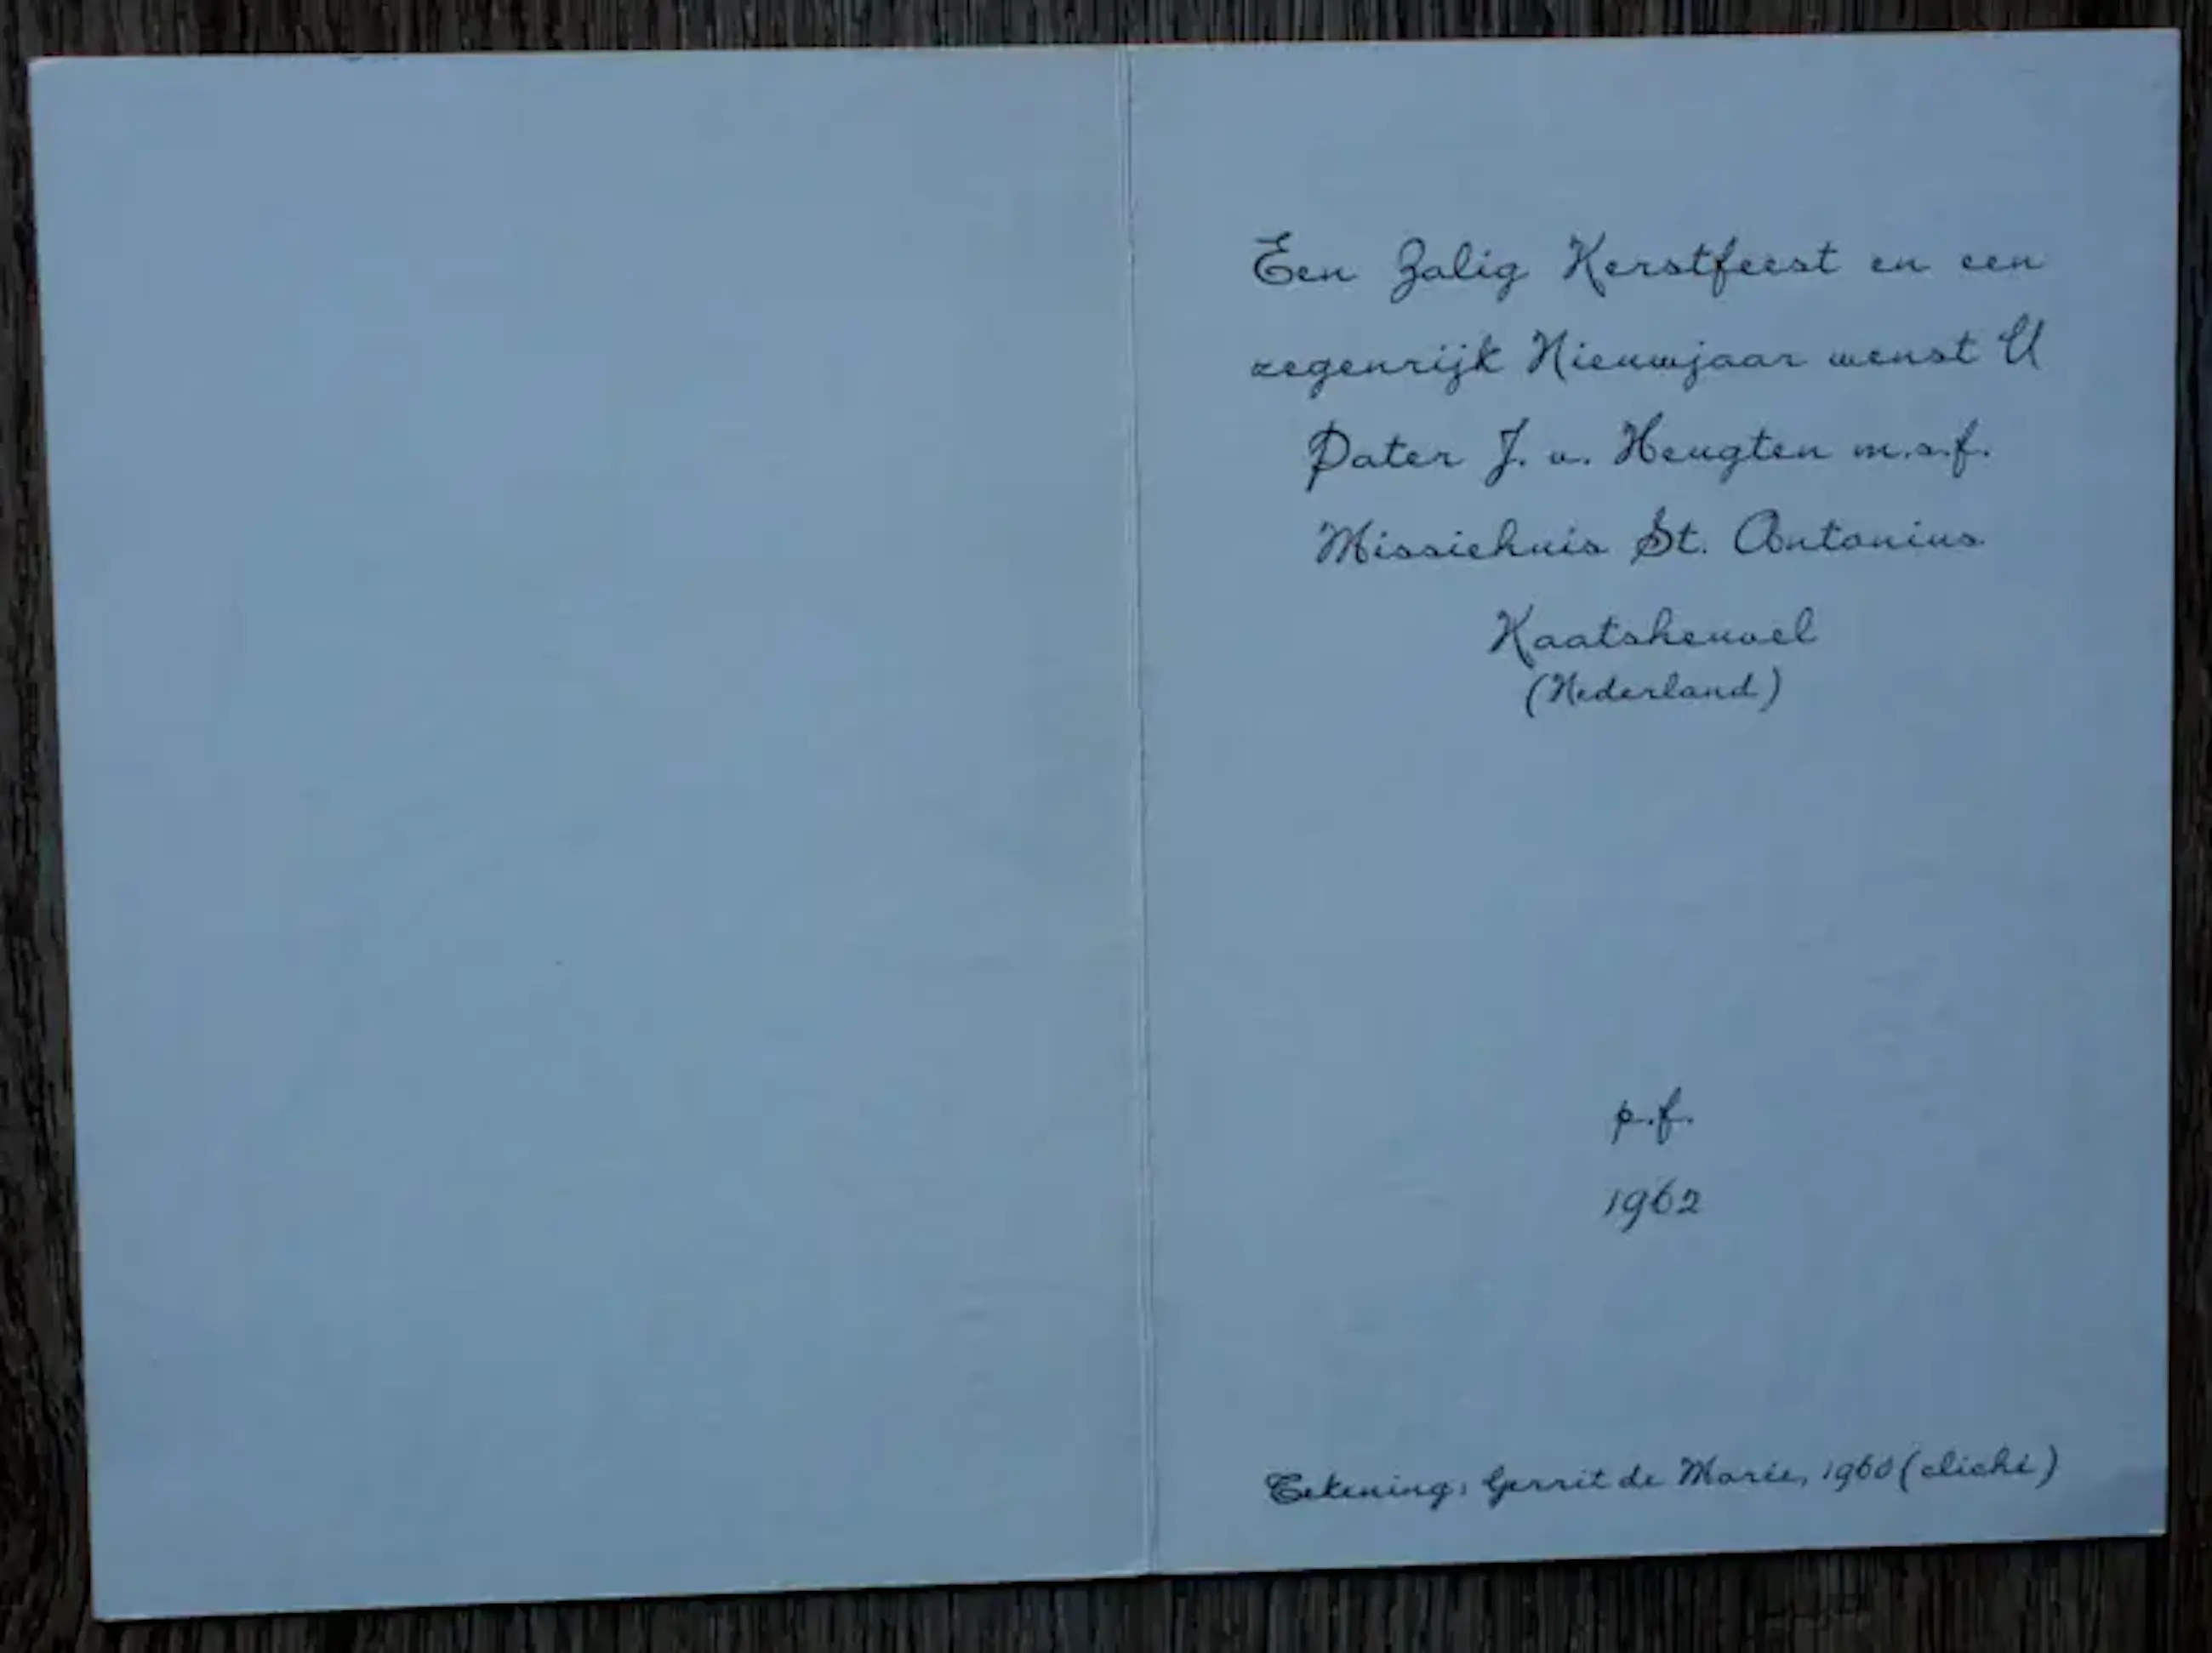 Een Zalig Kerstfeest en een
zegenrijk Nieuwjaar wenst U
Pater J. v. Heugten m.s.f.
Missiehuis St. Antonius
Kaatsheuvel
(Nederland)
p.f.
1962
Tekening: Gerrit de Morée, 1960 (cliché)